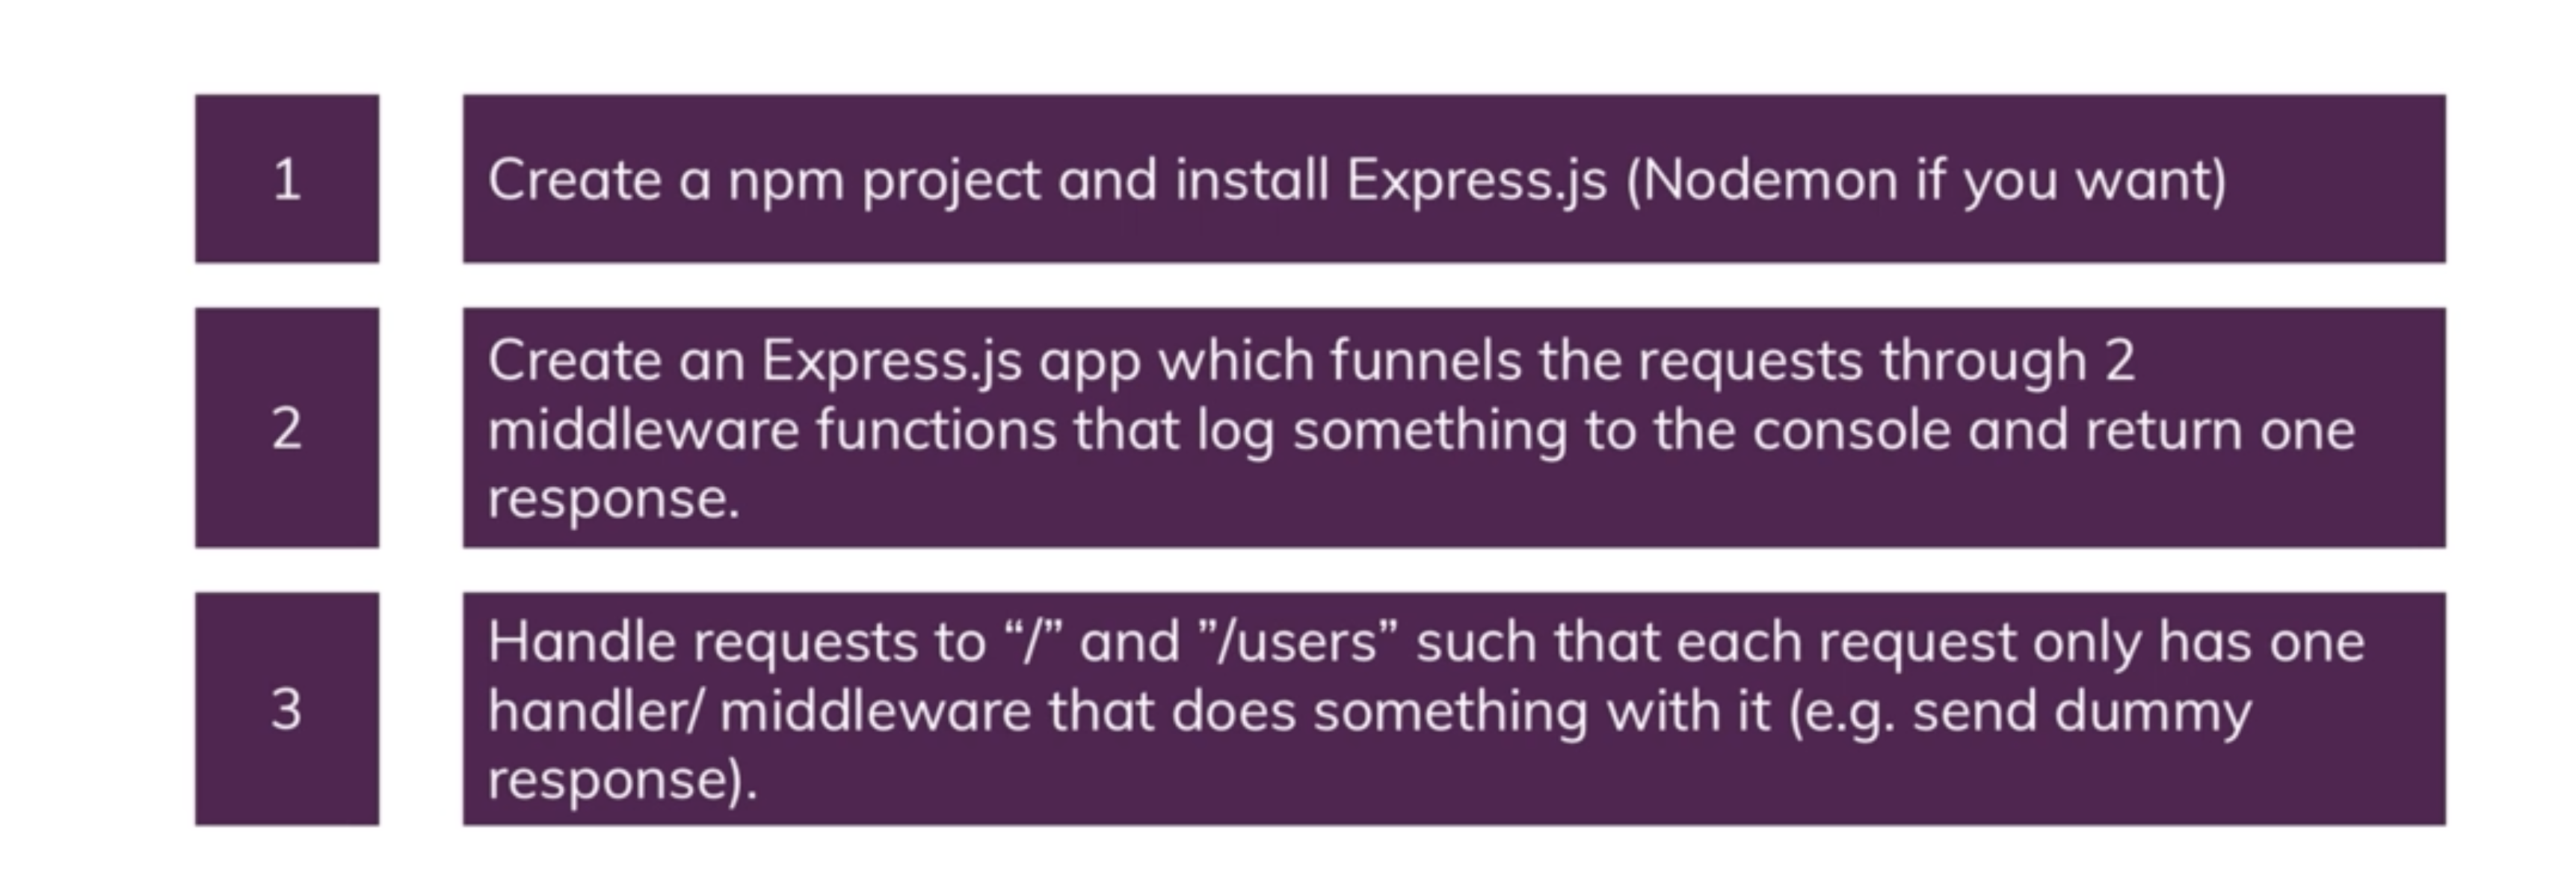 1
Create a npm project and install Express.js (Nodemon if you want)
2
Create an Express.js app which funnels the requests through 2
middleware functions that log something to the console and return one
response.
3
Handle requests to “/” and ”/users” such that each request only has one
handler/ middleware that does something with it (e.g. send dummy
response).